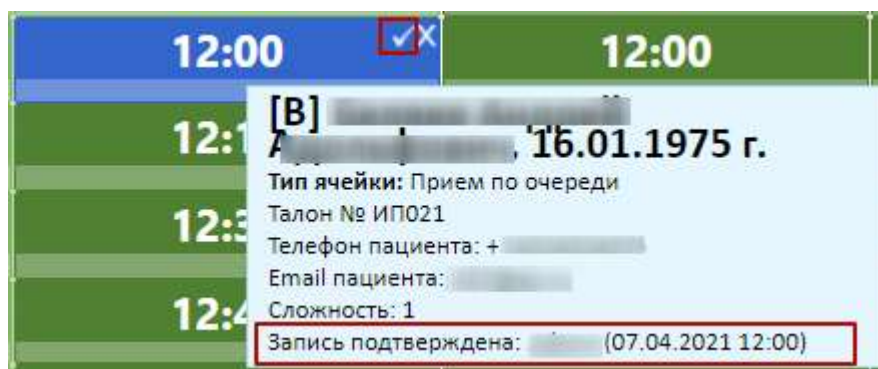 12:00
12:00
[В]
16.01.1975 г.
Тип ячейки: Прием по очереди
Талон № ИП021
Телефон пациента: +
Email пациента:
Сложность: 1
Запись подтверждена: (07.04.2021 12:00)